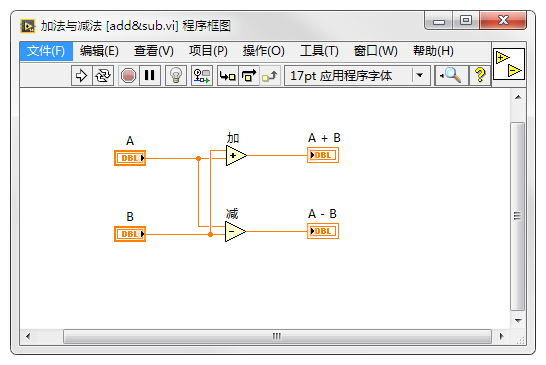 加法与减法 [add&sub.vi] 程序框图
文件(F) 编辑(E) 查看(V) 项目(P) 操作(O) 工具(T) 窗口(W) 帮助(H)
17pt 应用程序字体
A 加 A + B
DBL DBL
B 减 A - B
DBL DBL